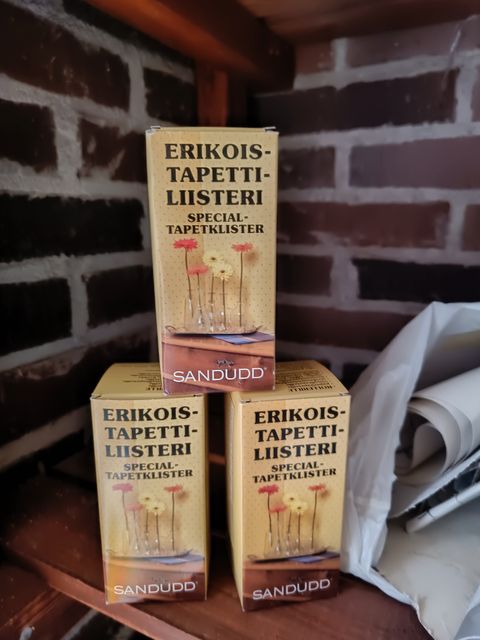 ERIKOIS-
TAPETTI-
LIISTERI
SPECIAL-
TAPETKLISTER
SANDUDD®
ERIKOIS-
TAPETTI-
LIISTERI
SPECIAL-
TAPETKLISTER
SANDUDD®
ERIKOIS-
TAPETTI-
LIISTERI
SPECIAL-
TAPETKLISTER
SANDUDD®